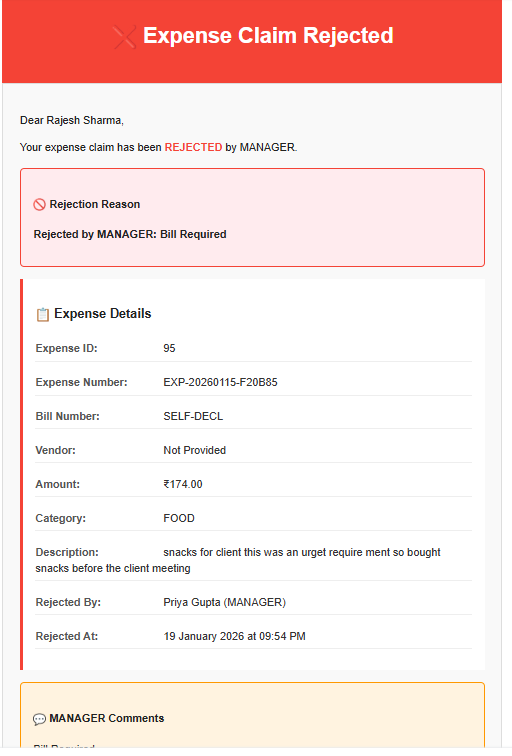 ❌ Expense Claim Rejected
Dear Rajesh Sharma,
Your expense claim has been REJECTED by MANAGER.
🚫 Rejection Reason
Rejected by MANAGER: Bill Required
📋 Expense Details
Expense ID: 95
Expense Number: EXP-20260115-F20B85
Bill Number: SELF-DECL
Vendor: Not Provided
Amount: ₹174.00
Category: FOOD
Description: snacks for client this was an urget require ment so bought
snacks before the client meeting
Rejected By: Priya Gupta (MANAGER)
Rejected At: 19 January 2026 at 09:54 PM
💬 MANAGER Comments
Bill Required